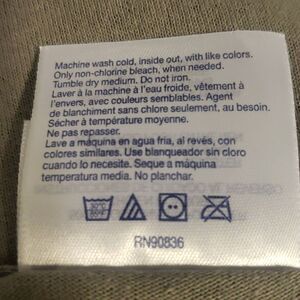 Machine wash cold, inside out, with like colors.
Only non-chlorine bleach, when needed.
Tumble dry medium. Do not iron.
Laver à la machine à l'eau froide, vêtement à
l'envers, avec couleurs semblables. Agent
de blanchiment sans chlore seulement, au besoin.
Sécher à température moyenne.
Ne pas repasser.
Lave a máquina en agua fria, al revés, con
colores similares. Use blanqueador sin cloro
cuando lo necesite. Seque a máquina
temperatura media. No planchar.
30°C
RN90836